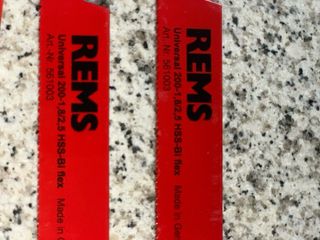 REMS
Universal 200-1,8/2,5 HSS-Bi flex Made in G
Art.-Nr. 561003
REMS
Universal 200-1,8/2,5 HSS-Bi flex Made in Ger
Art.-Nr. 561003